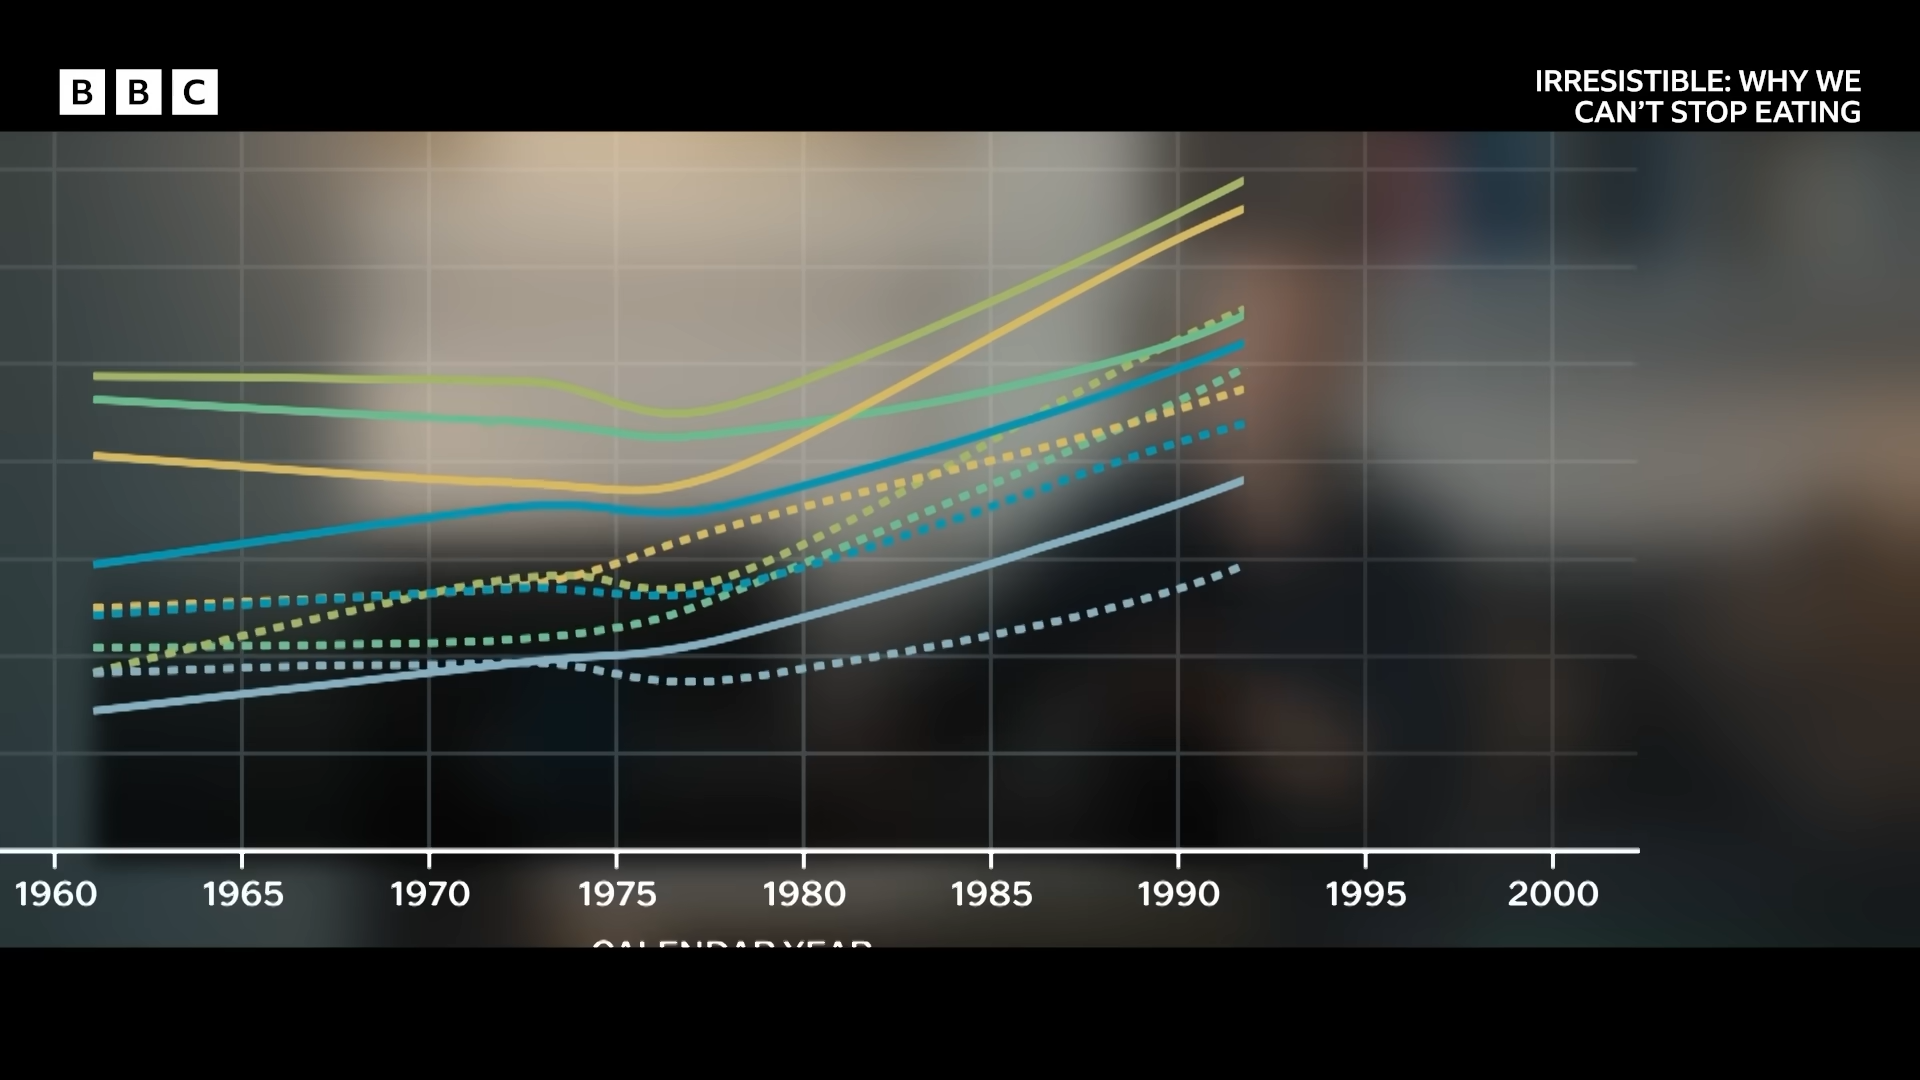 BBC
IRRESISTIBLE: WHY WE
CAN'T STOP EATING
1960 1965 1970 1975 1980 1985 1990 1995 2000
CALENDAR YEAR